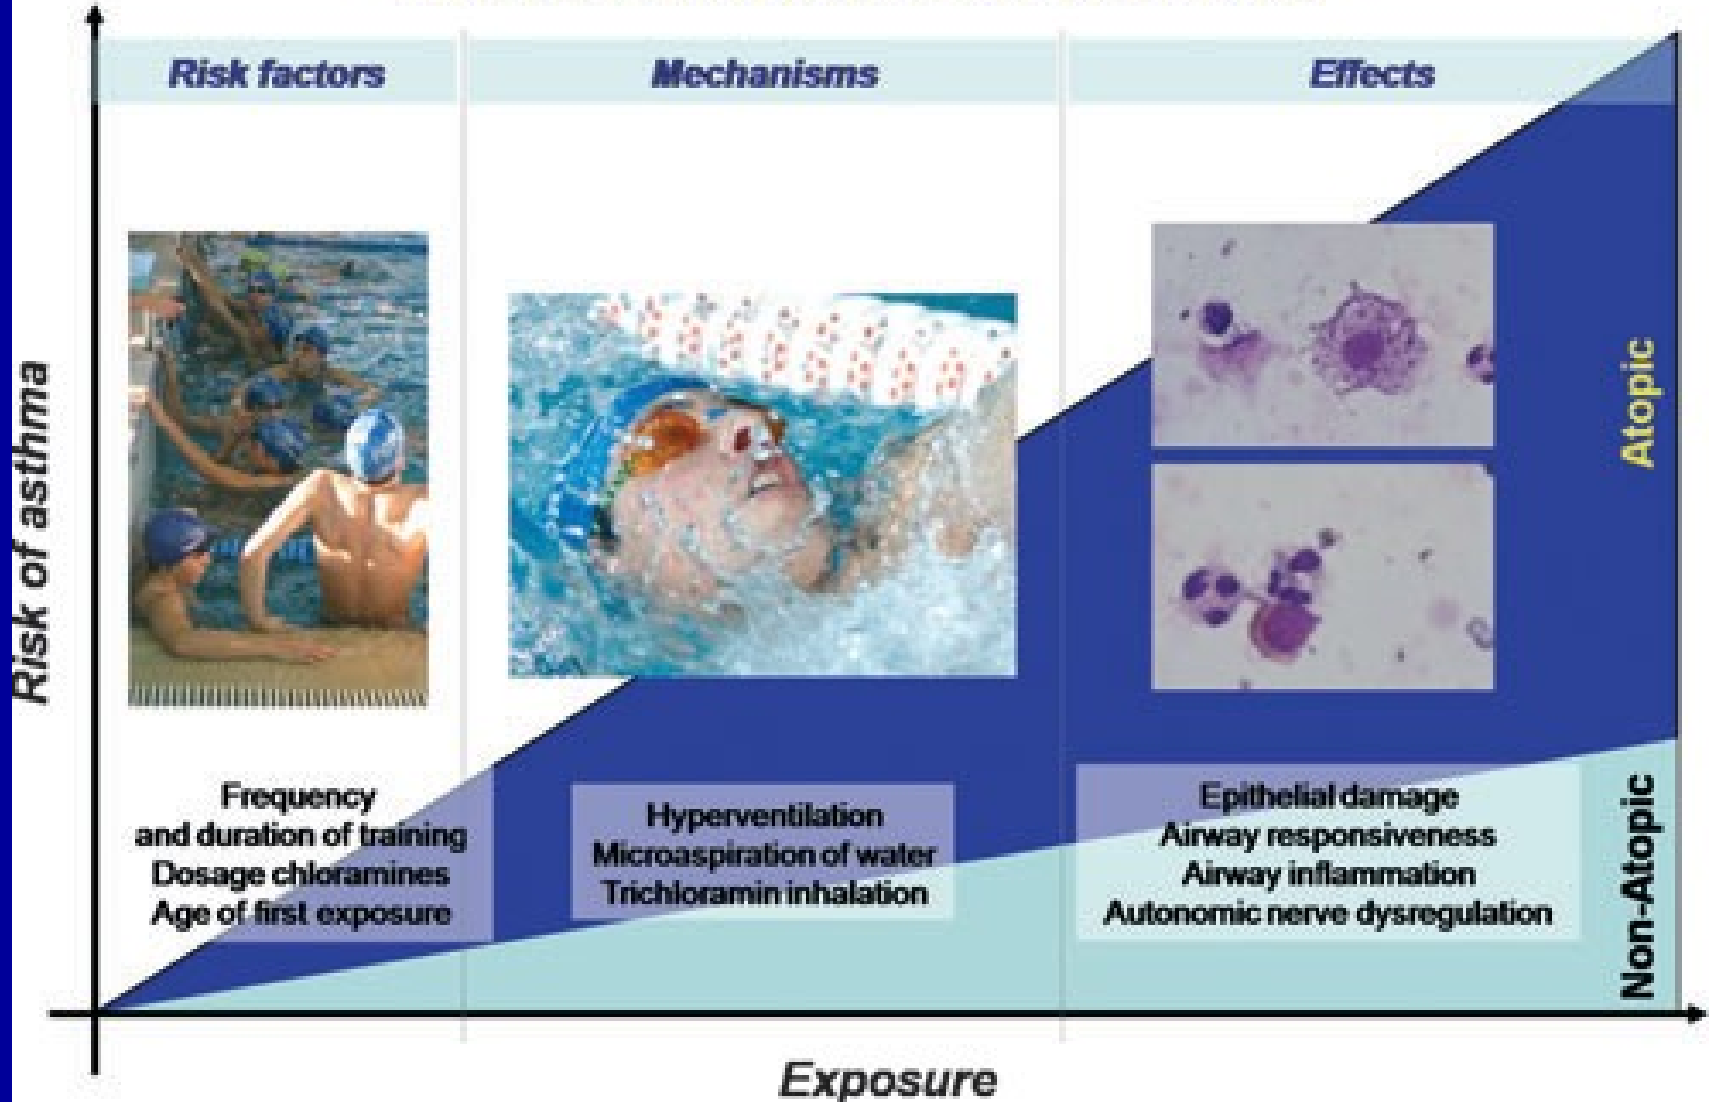 Risk factors
Mechanisms
Effects
Risk of asthma
Frequency
and duration of training
Dosage chloramines
Age of first exposure
Hyperventilation
Microaspiration of water
Trichloramin inhalation
Epithelial damage
Airway responsiveness
Airway inflammation
Autonomic nerve dysregulation
Atopic
Non-Atopic
Exposure